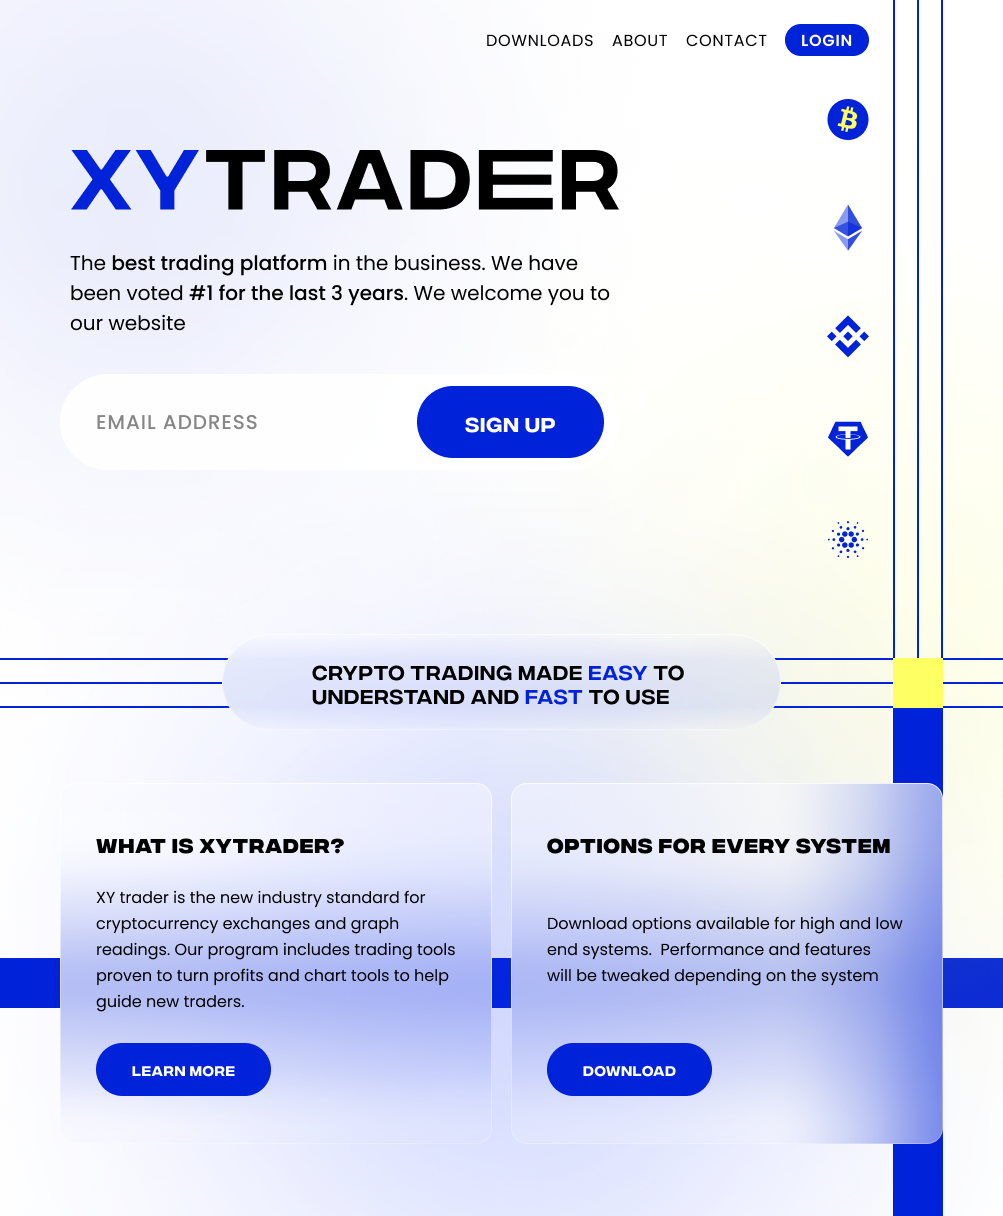 DOWNLOADS ABOUT CONTACT LOGIN
XYTRADER
The best trading platform in the business. We have
been voted #1 for the last 3 years. We welcome you to
our website
EMAIL ADDRESS SIGN UP
CRYPTO TRADING MADE EASY TO
UNDERSTAND AND FAST TO USE
WHAT IS XYTRADER?
XY trader is the new industry standard for
cryptocurrency exchanges and graph
readings. Our program includes trading tools
proven to turn profits and chart tools to help
guide new traders.
LEARN MORE
OPTIONS FOR EVERY SYSTEM
Download options available for high and low
end systems.  Performance and features
will be tweaked depending on the system
DOWNLOAD